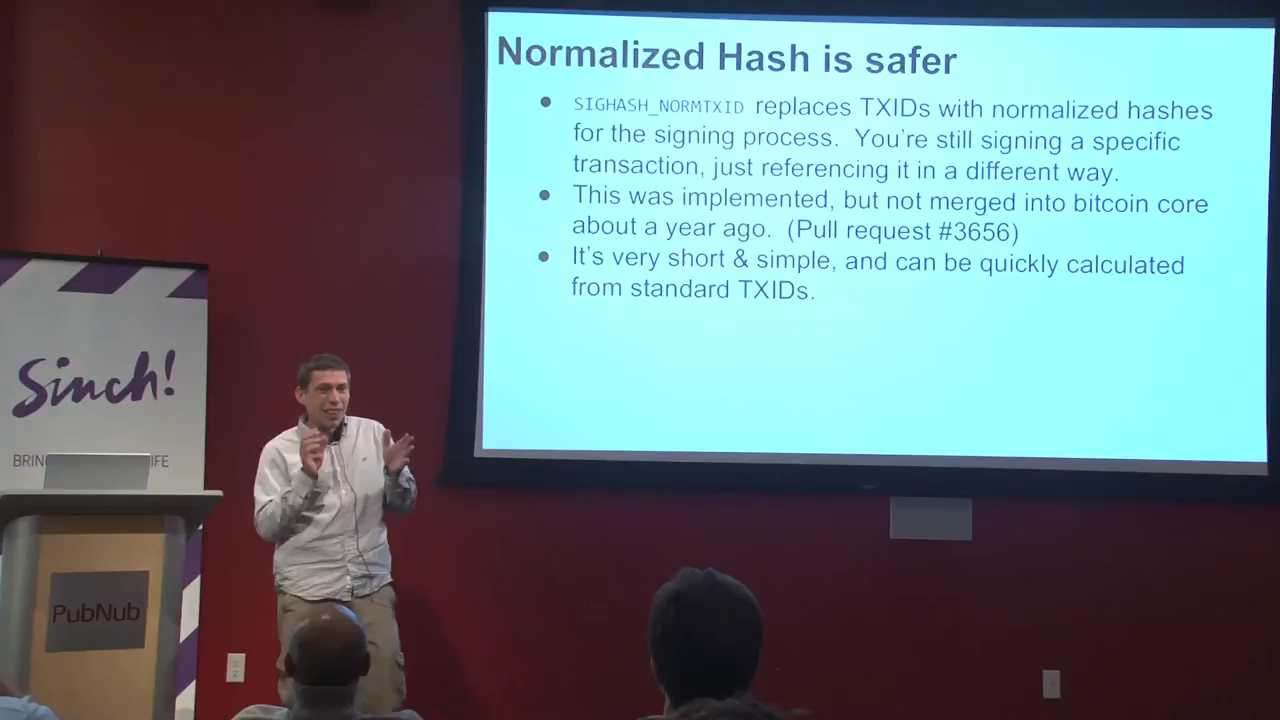 Normalized Hash is safer
● SIGHASH_NORMTXID replaces TXIDs with normalized hashes
for the signing process. You're still signing a specific
transaction, just referencing it in a different way.
● This was implemented, but not merged into bitcoin core
about a year ago. (Pull request #3656)
● It's very short & simple, and can be quickly calculated
from standard TXIDs.
Sinch!
BRIN IFE
PubNub